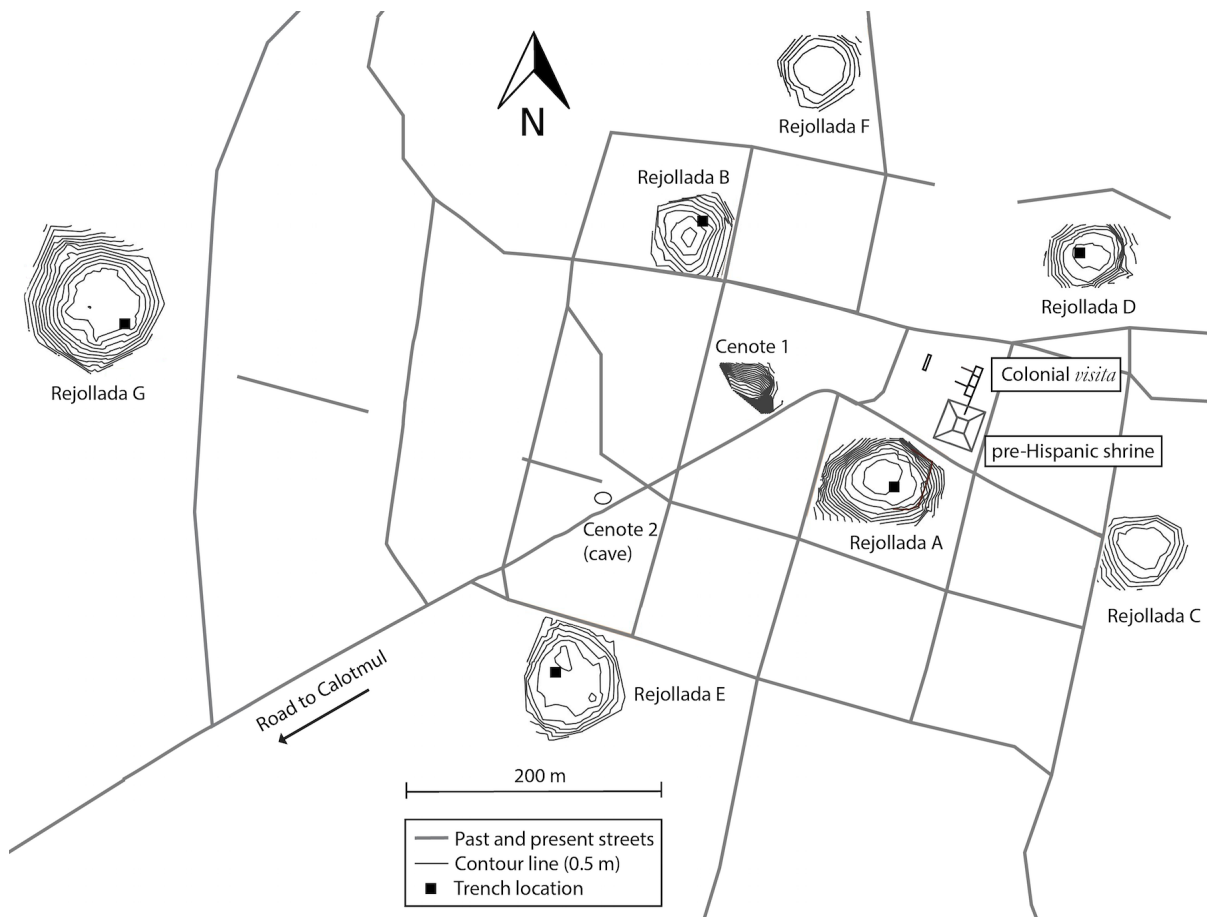 N
Rejollada F
Rejollada B
Rejollada D
Rejollada G
Cenote 1
Colonial visita
pre-Hispanic shrine
Rejollada A
Cenote 2
(cave)
Rejollada C
Rejollada E
Road to Calotmul
200 m
Past and present streets
Contour line (0.5 m)
Trench location